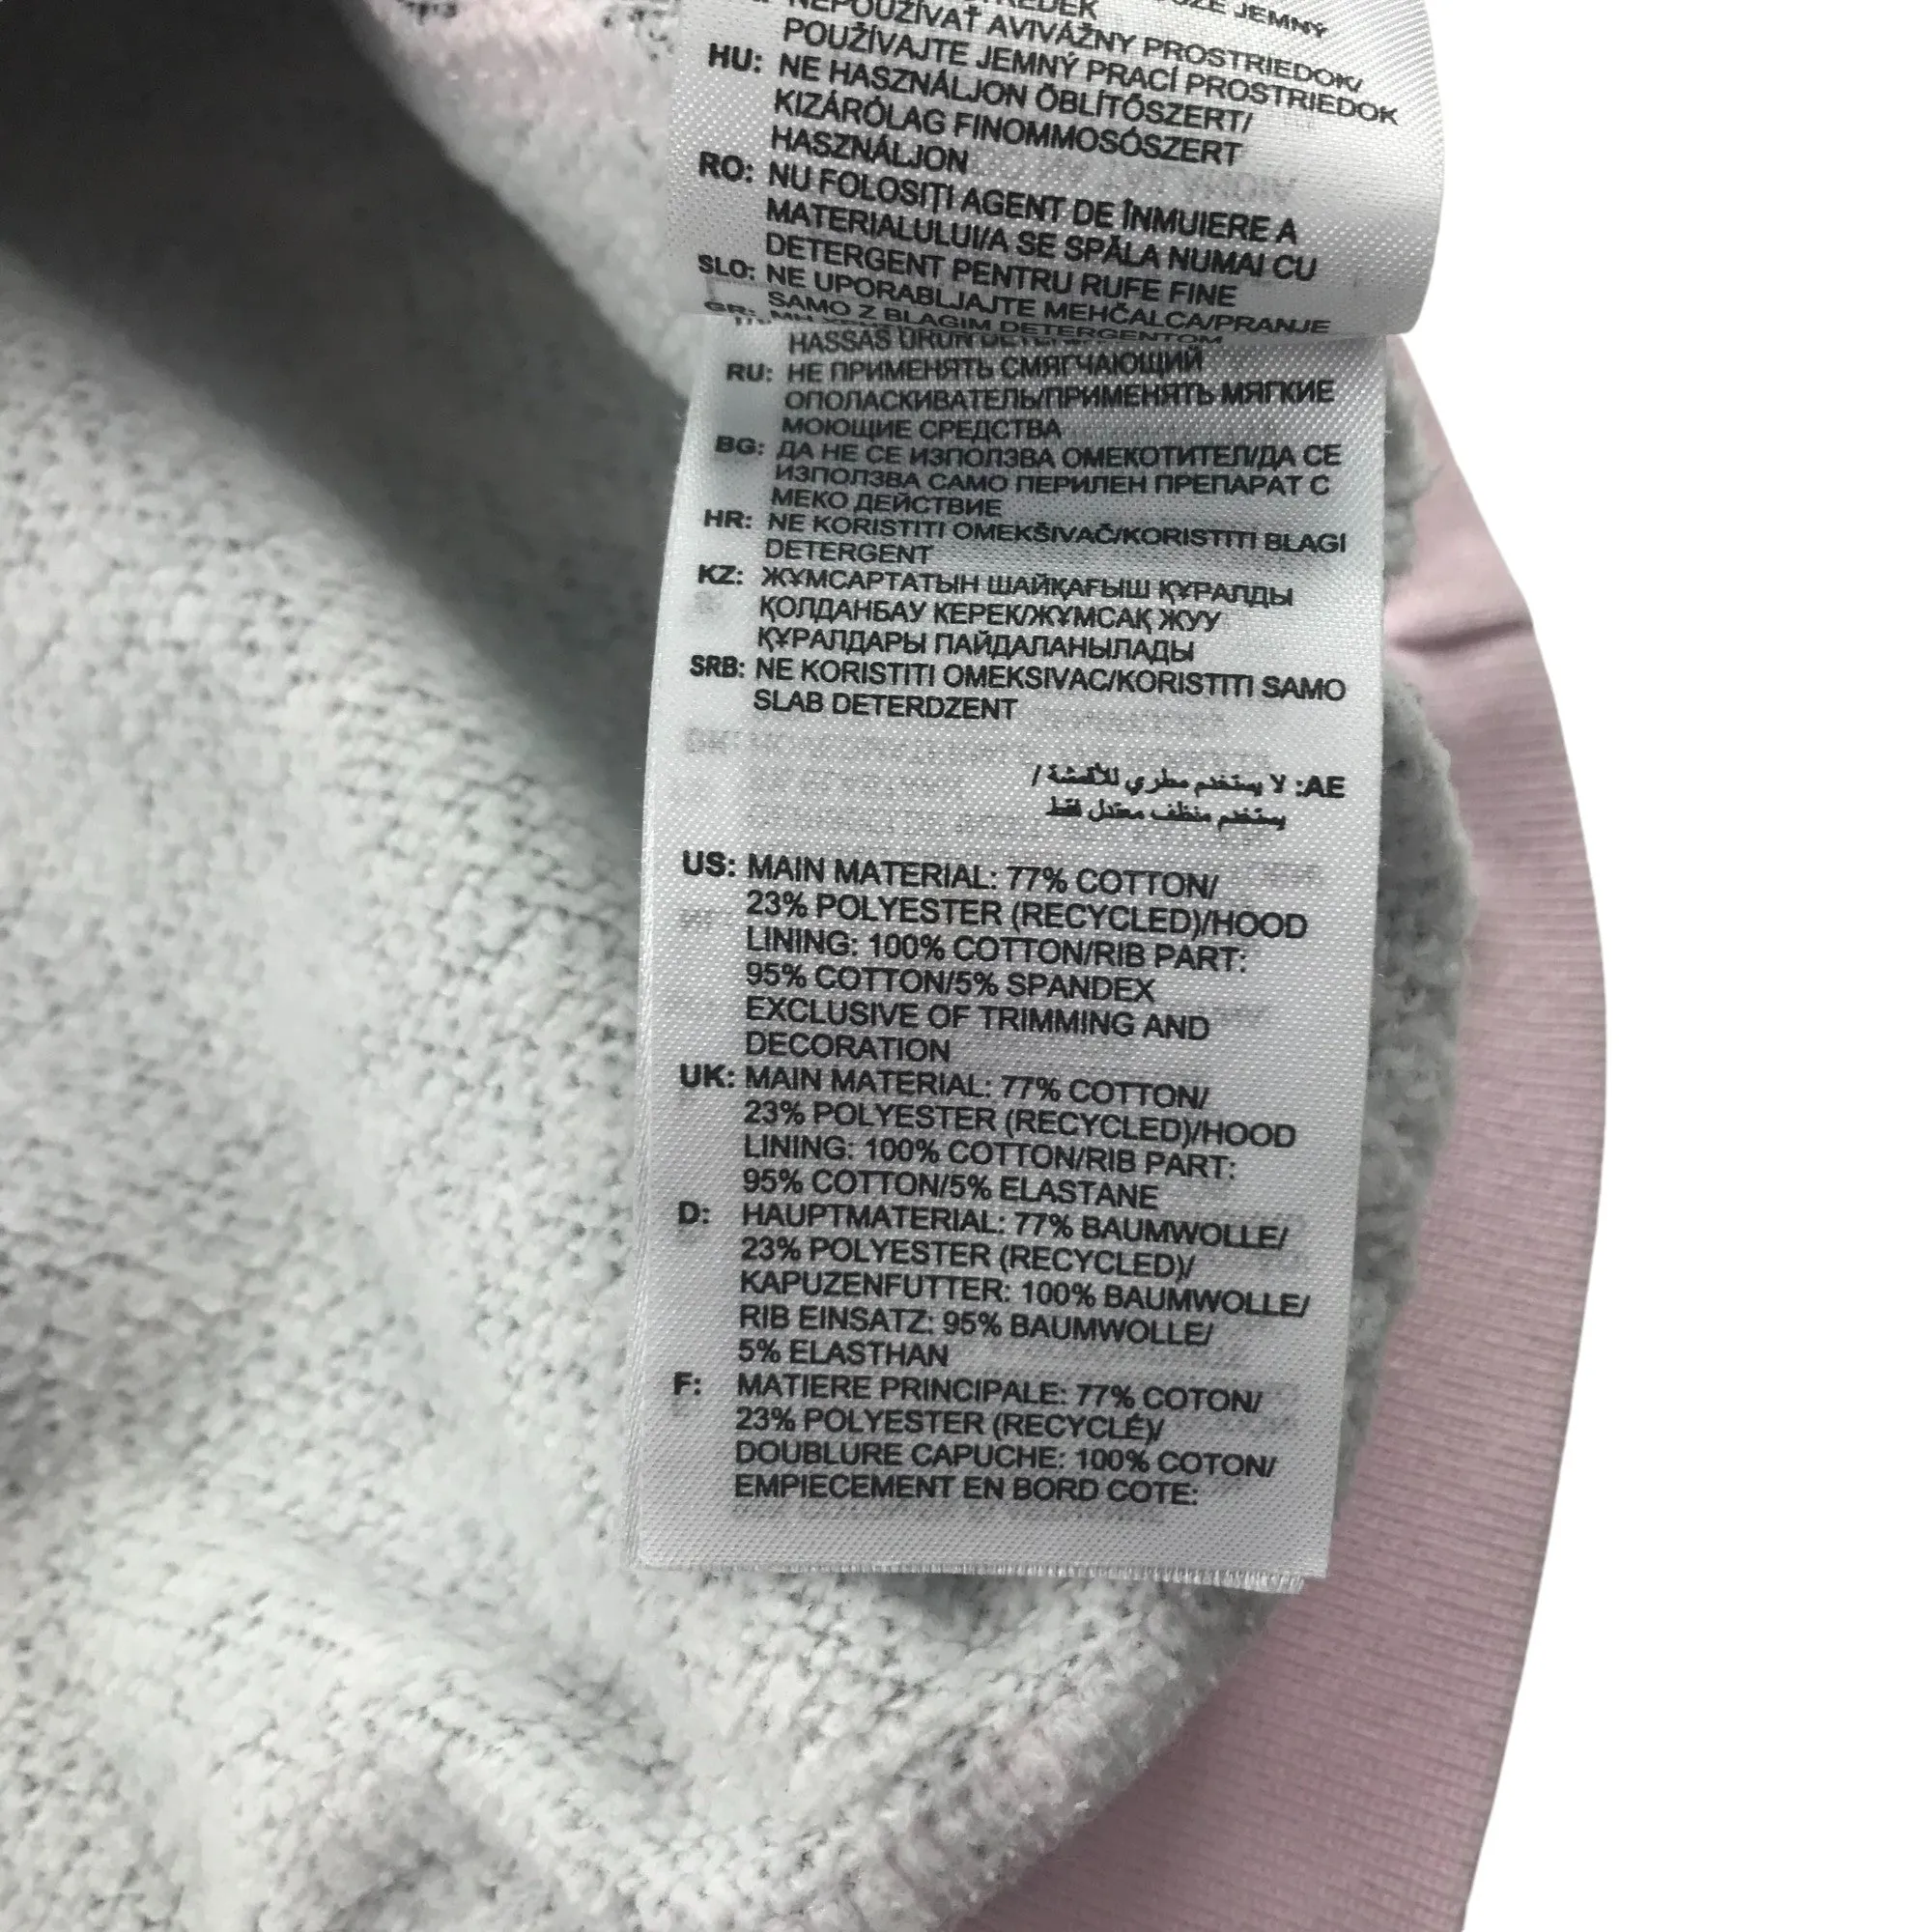 JEMNÝ
NEPOUŽÍVAŤ AVIVÁŽNY PROSTRIEDOK/
POUŽÍVAJTE JEMNÝ PRACÍ PROSTRIEDOK
HU: NE HASZNÁLJON ÖBLÍTŐSZERT/
KIZÁRÓLAG FINOMMOSÓSZERT
HASZNÁLJON
RO: NU FOLOSIȚI AGENT DE ÎNMUIERE A
MATERIALULUI/A SE SPĂLA NUMAI CU
DETERGENT PENTRU RUFE FINE
SLO: NE UPORABLJAJTE MEHČALCA/PRANJE
SAMO Z BLAGIM DETERGENTOM
GR:
HASSAS ÜRÜN
RU: НЕ ПРИМЕНЯТЬ СМЯГЧАЮЩИЙ
ОПОЛАСКИВАТЕЛЬ/ПРИМЕНЯТЬ МЯГКИЕ
МОЮЩИЕ СРЕДСТВА
BG: ДА НЕ СЕ ИЗПОЛЗВА ОМЕКОТИТЕЛ/ДА СЕ
ИЗПОЛЗВА САМО ПЕРИЛЕН ПРЕПАРАТ С
МЕКО ДЕЙСТВИЕ
HR: NE KORISTITI OMEKŠIVAČ/KORISTITI BLAGI
DETERGENT
KZ: ЖҰМСАРТАТЫН ШАЙҚАҒЫШ ҚҰРАЛДЫ
ҚОЛДАНБАУ КЕРЕК/ЖҰМСАҚ ЖУУ
ҚҰРАЛДАРЫ ПАЙДАЛАНЫЛАДЫ
SRB: NE KORISTITI OMEKSIVAC/KORISTITI SAMO
SLAB DETERDZENT
AE: لا يستخدم مطري للأقمشة /
يستخدم منظف معتدل فقط
US: MAIN MATERIAL: 77% COTTON/
23% POLYESTER (RECYCLED)/HOOD
LINING: 100% COTTON/RIB PART:
95% COTTON/5% SPANDEX
EXCLUSIVE OF TRIMMING AND
DECORATION
UK: MAIN MATERIAL: 77% COTTON/
23% POLYESTER (RECYCLED)/HOOD
LINING: 100% COTTON/RIB PART:
95% COTTON/5% ELASTANE
D: HAUPTMATERIAL: 77% BAUMWOLLE/
23% POLYESTER (RECYCLED)/
KAPUZENFUTTER: 100% BAUMWOLLE/
RIB EINSATZ: 95% BAUMWOLLE/
5% ELASTHAN
F: MATIERE PRINCIPALE: 77% COTON/
23% POLYESTER (RECYCLÉ)/
DOUBLURE CAPUCHE: 100% COTON/
EMPIECEMENT EN BORD COTE: